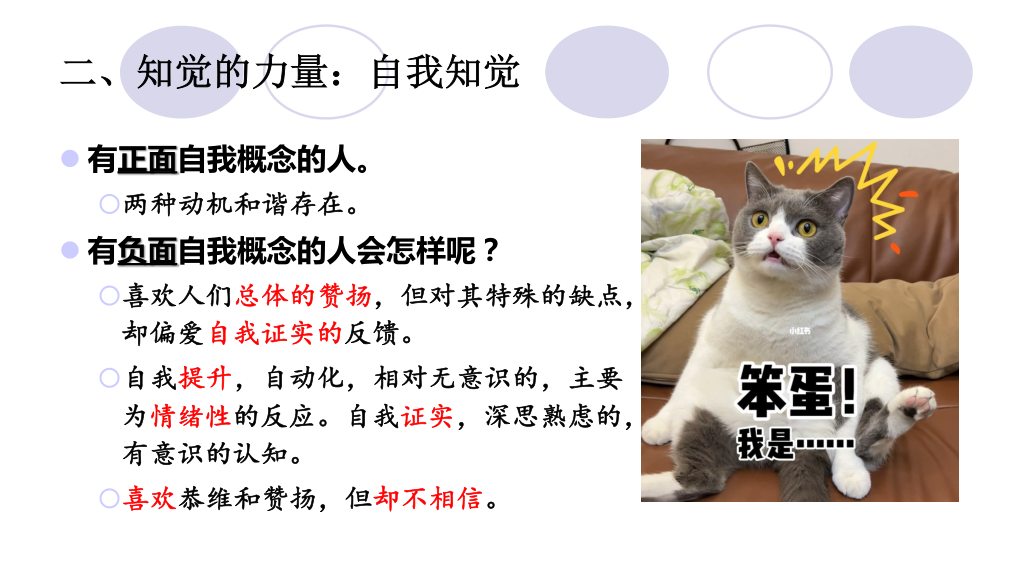 二、知觉的力量：自我知觉
有正面自我概念的人。
两种动机和谐存在。
有负面自我概念的人会怎样呢？
喜欢人们总体的赞扬，但对其特殊的缺点，
却偏爱自我证实的反馈。
自我提升，自动化，相对无意识的，主要
为情绪性的反应。自我证实，深思熟虑的，
有意识的认知。
喜欢恭维和赞扬，但却不相信。
小红书
笨蛋！
我是……